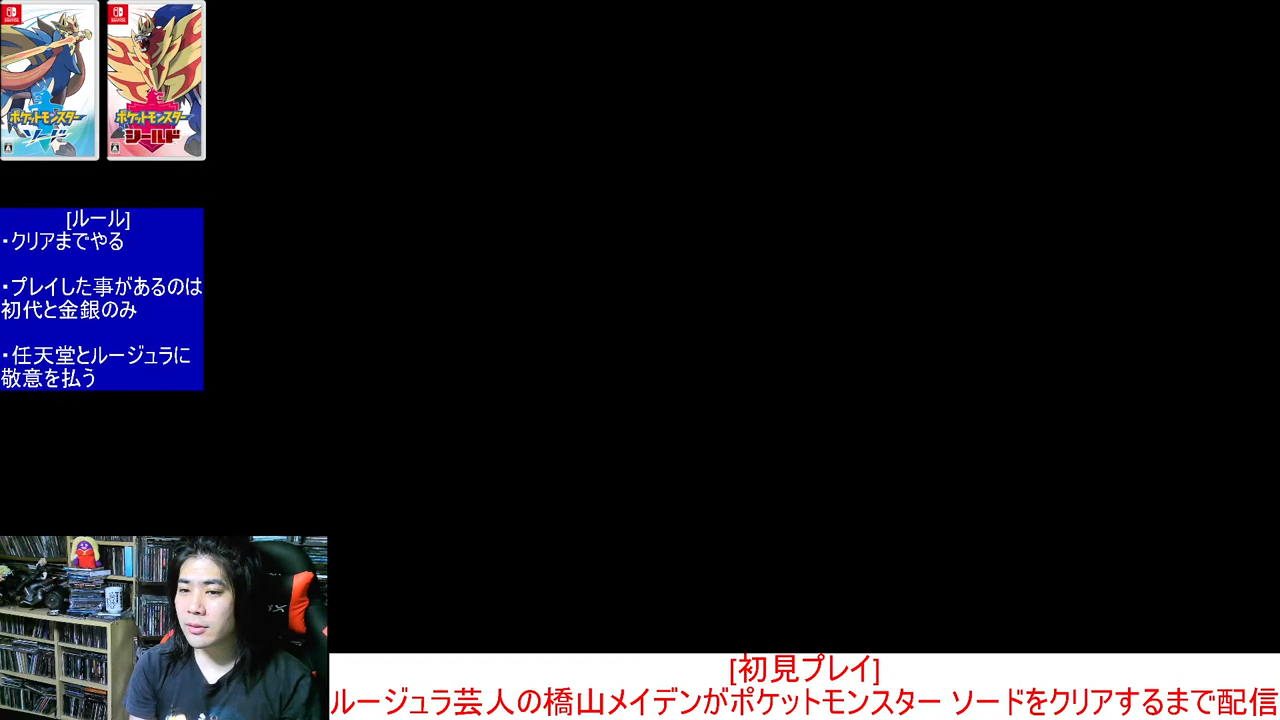 ポケットモンスター
ソード
ポケットモンスター
シールド
[ルール]
・クリアまでやる
・プレイした事があるのは
初代と金銀のみ
・任天堂とルージュラに
敬意を払う
[初見プレイ]
ルージュラ芸人の橋山メイデンがポケットモンスター ソードをクリアするまで配信